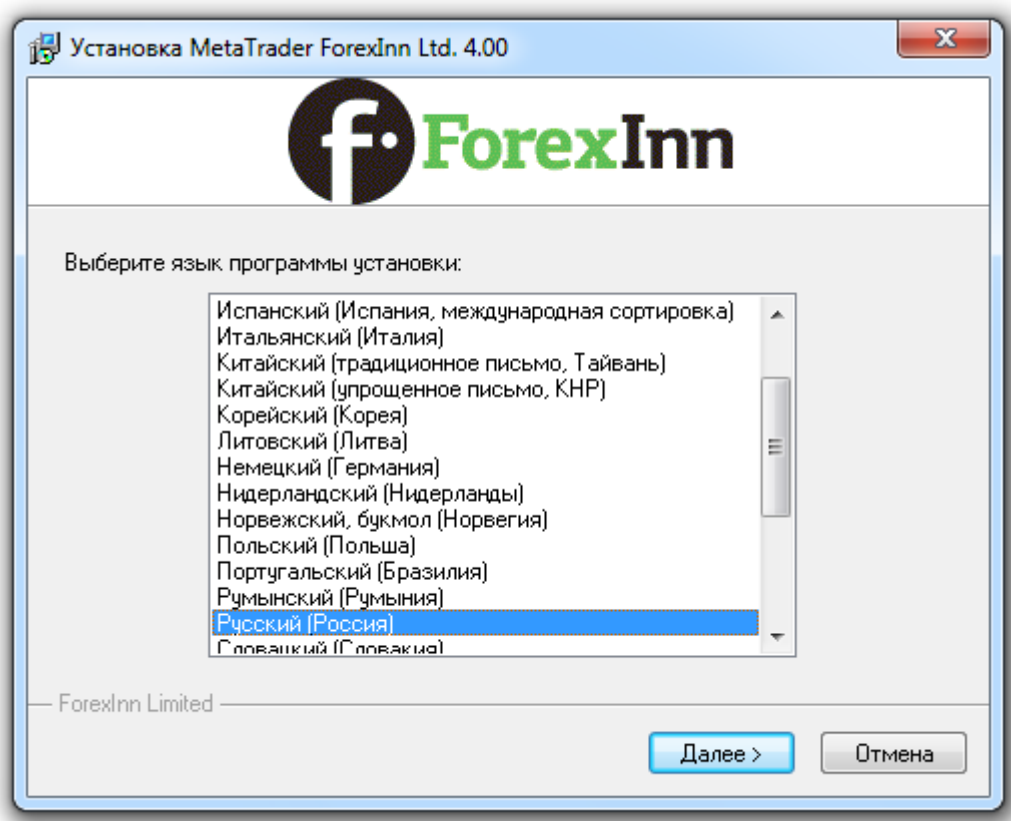 Установка MetaTrader ForexInn Ltd. 4.00
ForexInn
Выберите язык программы установки:
Испанский (Испания, международная сортировка)
Итальянский (Италия)
Китайский (традиционное письмо, Тайвань)
Китайский (упрощенное письмо, КНР)
Корейский (Корея)
Литовский (Литва)
Немецкий (Германия)
Нидерландский (Нидерланды)
Норвежский, букмол (Норвегия)
Польский (Польша)
Португальский (Бразилия)
Румынский (Румыния)
Русский (Россия)
Словацкий (Словакия)
ForexInn Limited
Далее >
Отмена